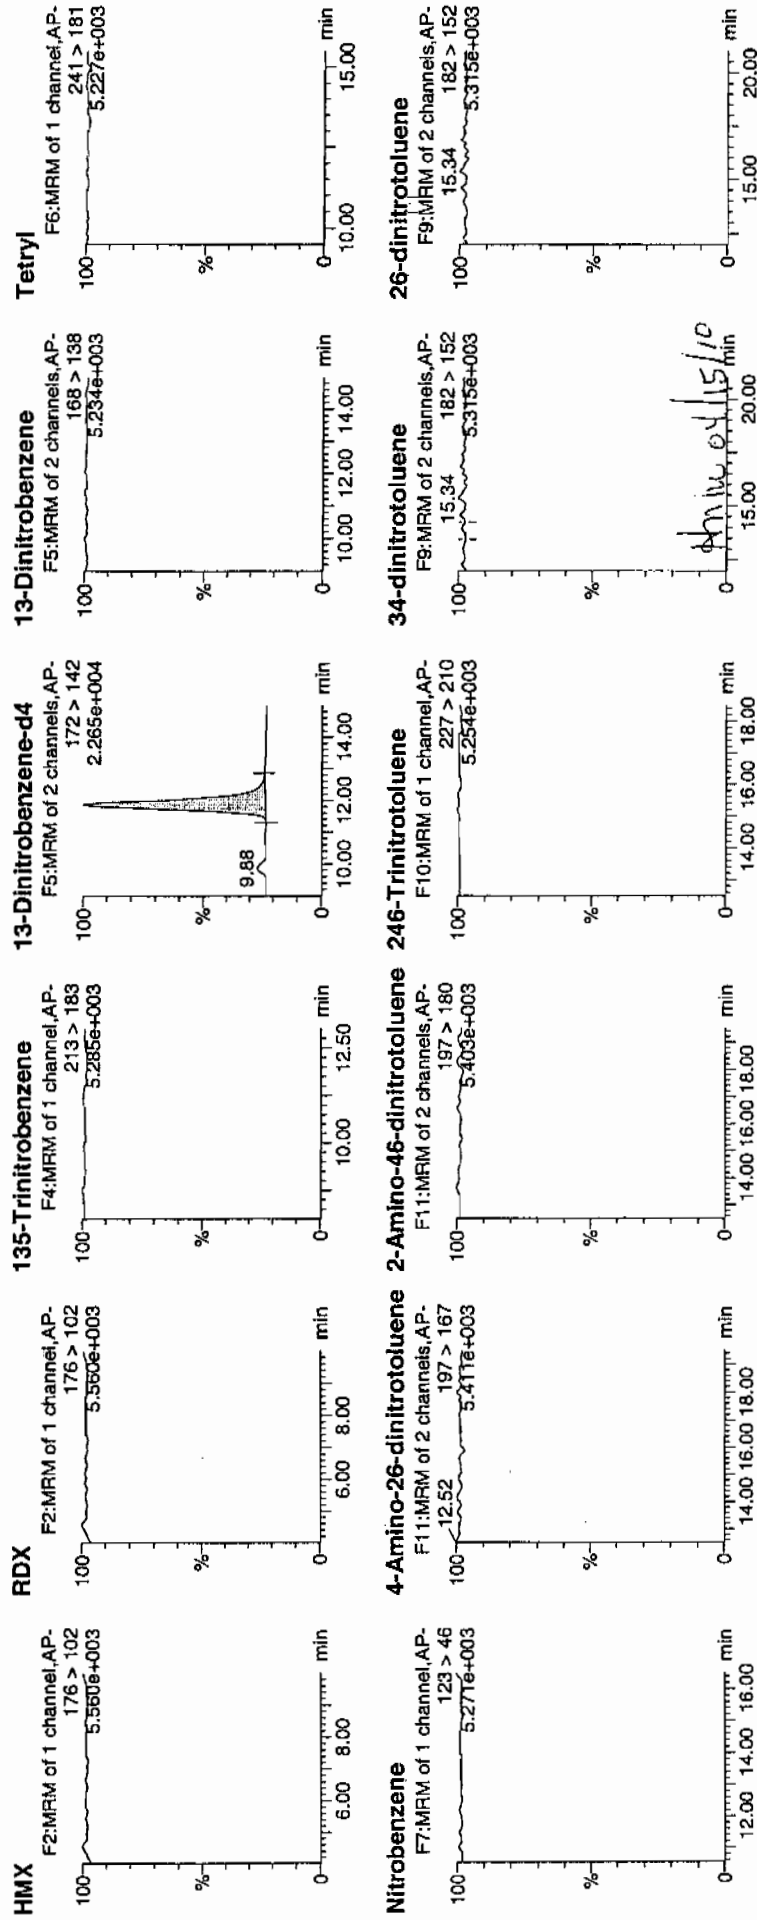 HMX
F2:MRM of 1 channel,AP-
176 > 102
5.560e+003
100
%
0
6.00 8.00 min
RDX
F2:MRM of 1 channel,AP-
176 > 102
5.560e+003
100
%
0
6.00 8.00 min
135-Trinitrobenzene
F4:MRM of 1 channel,AP-
213 > 183
5.285e+003
100
%
0
10.00 12.50 min
13-Dinitrobenzene-d4
F5:MRM of 2 channels,AP-
172 > 142
2.265e+004
100
9.88
%
0
10.00 12.00 14.00 min
13-Dinitrobenzene
F5:MRM of 2 channels,AP-
168 > 138
5.234e+003
100
%
0
10.00 12.00 14.00 min
Tetryl
F6:MRM of 1 channel,AP-
241 > 181
5.227e+003
100
%
0
10.00 15.00 min
Nitrobenzene
F7:MRM of 1 channel,AP-
123 > 46
5.271e+003
100
%
0
12.00 14.00 16.00 min
4-Amino-26-dinitrotoluene
F11:MRM of 2 channels,AP-
12.52 197 > 167
5.411e+003
100
%
0
14.00 16.00 18.00 min
2-Amino-46-dinitrotoluene
F11:MRM of 2 channels,AP-
197 > 180
5.403e+003
100
%
0
14.00 16.00 18.00 min
246-Trinitrotoluene
F10:MRM of 1 channel,AP-
227 > 210
5.254e+003
100
%
0
14.00 16.00 18.00 min
34-dinitrotoluene
F9:MRM of 2 channels,AP-
15.34 182 > 152
5.315e+003
100
%
0
15.00 20.00 min
04/15/10
26-dinitrotoluene
F9:MRM of 2 channels,AP-
15.34 182 > 152
5.315e+003
100
%
0
15.00 20.00 min